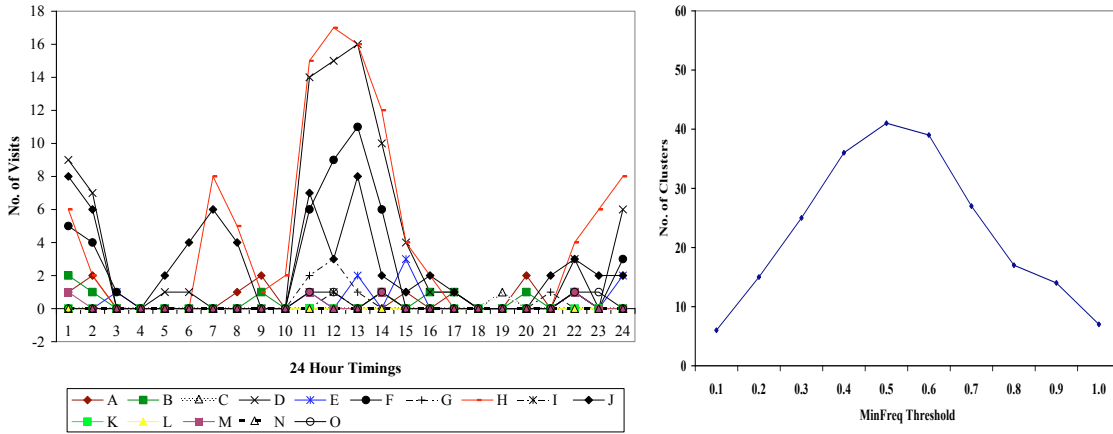 18
16
14
12
10
8
6
4
2
0
-2
No. of Visits
1 2 3 4 5 6 7 8 9 10 11 12 13 14 15 16 17 18 19 20 21 22 23 24
24 Hour Timings
A B C D E F G H I J
K L M N O
60
50
40
30
20
10
0
No. of Clusters
0.1 0.2 0.3 0.4 0.5 0.6 0.7 0.8 0.9 1.0
MinFreq Threshold